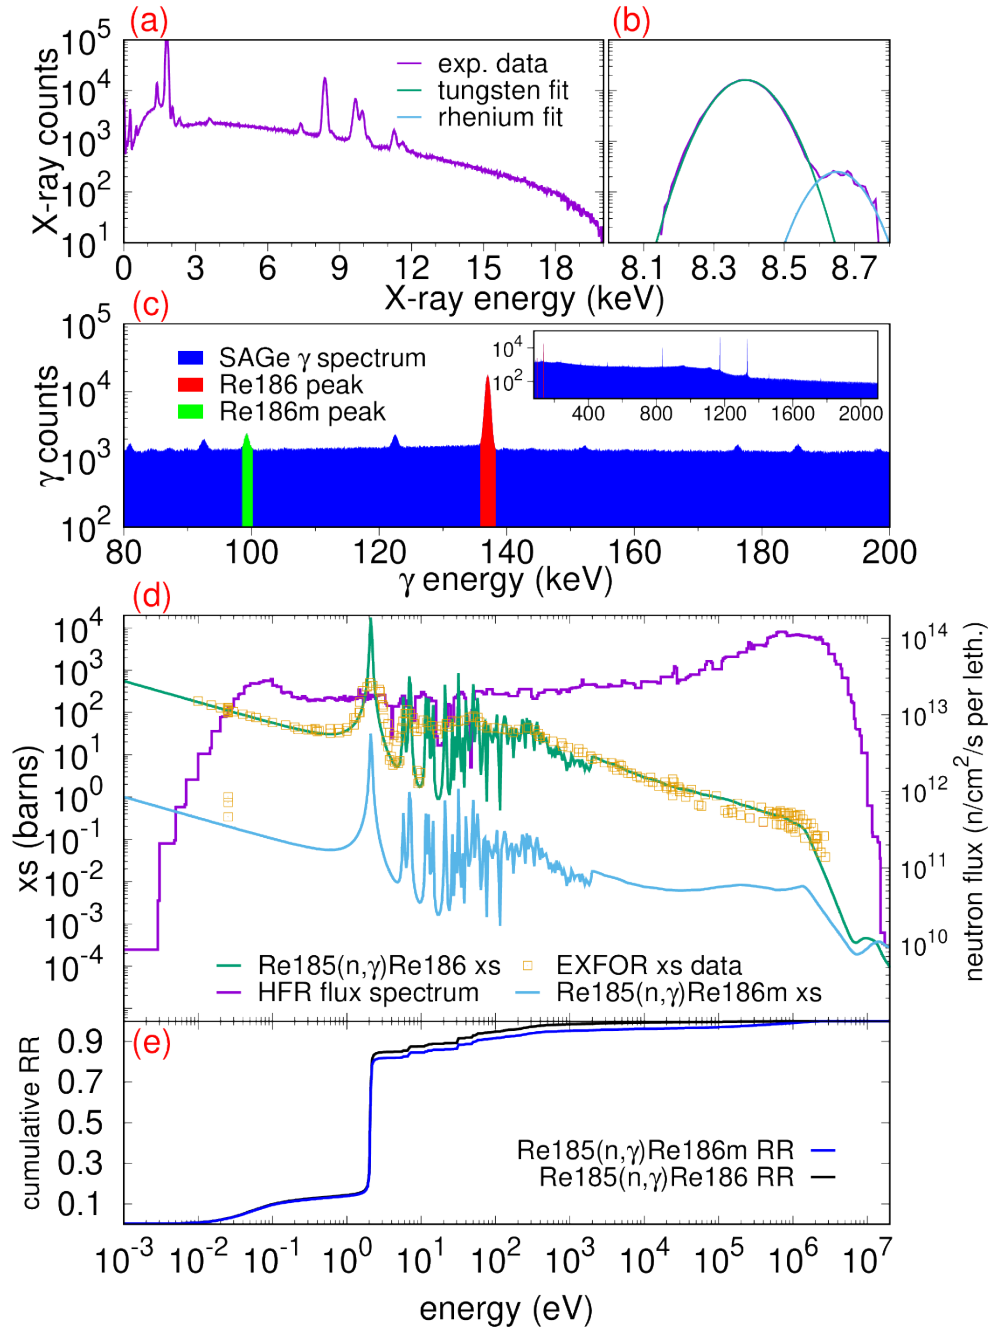 (a)
(b)
X-ray counts
10^5
10^4
10^3
10^2
10^1
exp. data
tungsten fit
rhenium fit
0 3 6 9 12 15 18
8.1 8.3 8.5 8.7
X-ray energy (keV)
(c)
γ counts
10^5
10^4
10^3
10^2
SAGe γ spectrum
Re186 peak
Re186m peak
10^4
10^2
400 800 1200 1600 2000
80 100 120 140 160 180 200
γ energy (keV)
(d)
xs (barns)
10^4
10^3
10^2
10^1
10^0
10^-1
10^-2
10^-3
10^-4
10^14
10^13
10^12
10^11
10^10
neutron flux (n/cm^2/s per leth.)
Re185(n,γ)Re186 xs
HFR flux spectrum
EXFOR xs data
Re185(n,γ)Re186m xs
(e)
cumulative RR
0.9
0.7
0.5
0.3
0.1
Re185(n,γ)Re186m RR
Re185(n,γ)Re186 RR
10^-3 10^-2 10^-1 10^0 10^1 10^2 10^3 10^4 10^5 10^6 10^7
energy (eV)